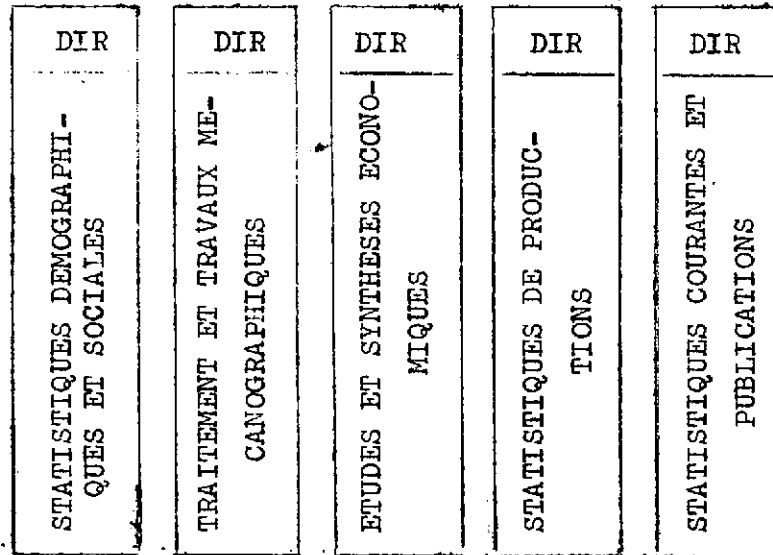 DIR
STATISTIQUES DEMOGRAPHI-
QUES ET SOCIALES
DIR
TRAITEMENT ET TRAVAUX ME-
CANOGRAPHIQUES
DIR
ETUDES ET SYNTHESES ECONO-
MIQUES
DIR
STATISTIQUES DE PRODUC-
TIONS
DIR
STATISTIQUES COURANTES ET
PUBLICATIONS